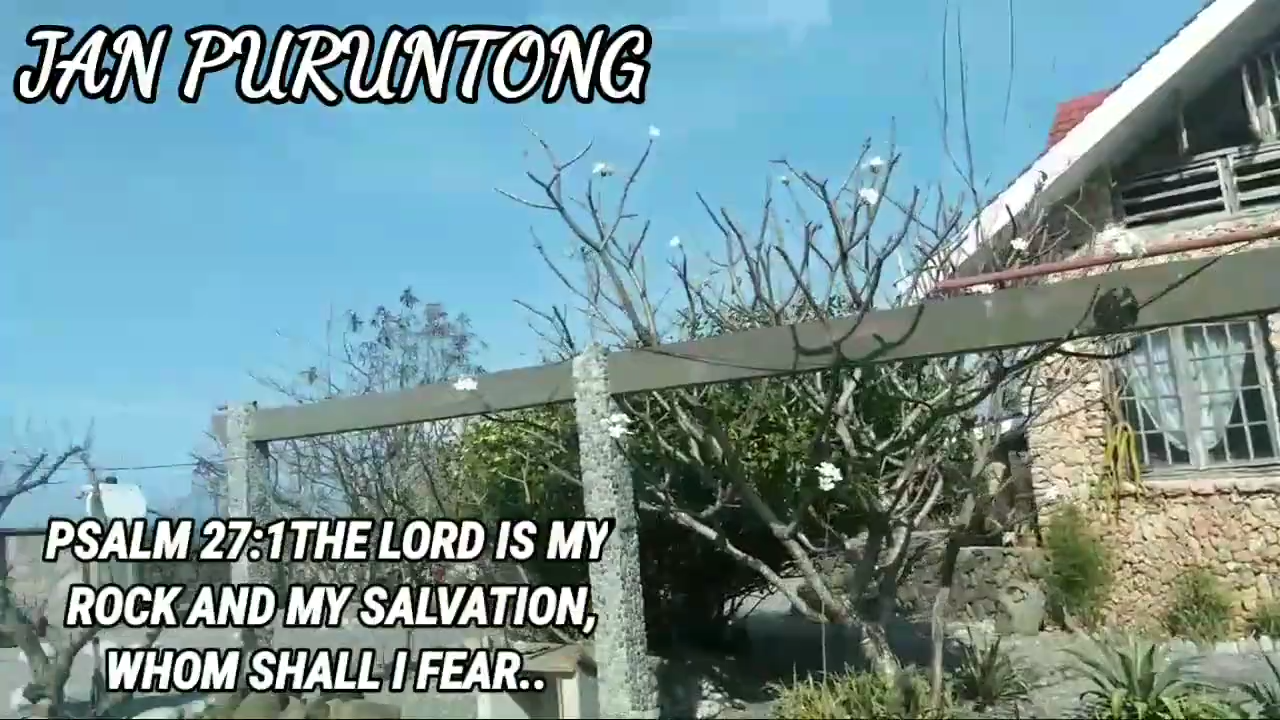 JAN PURUNTONG
PSALM 27:1THE LORD IS MY
ROCK AND MY SALVATION,
WHOM SHALL I FEAR..